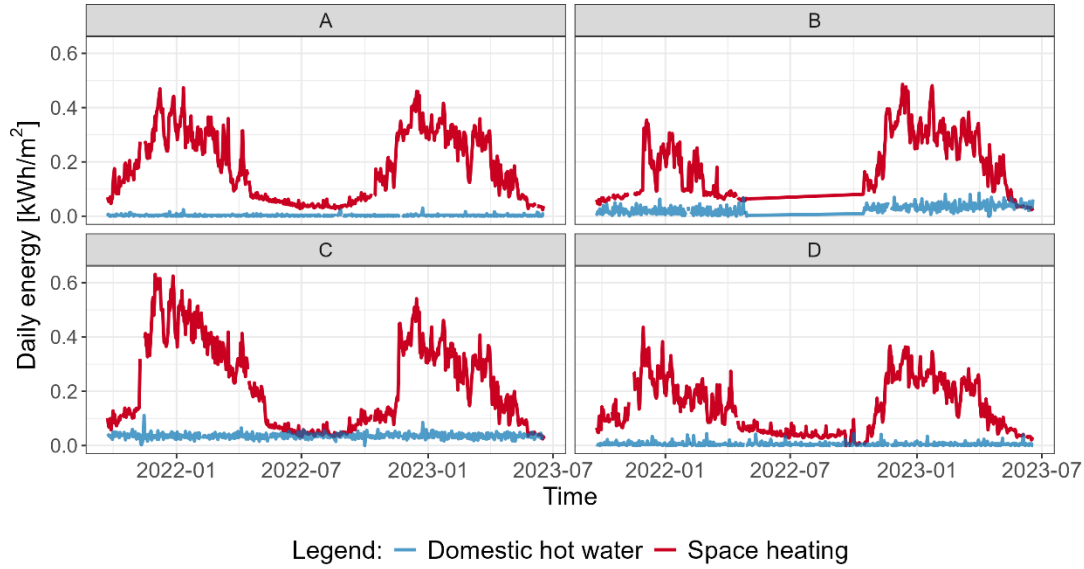 A
B
0.6
0.4
0.2
0.0
C
D
0.6
0.4
0.2
0.0
Daily energy [kWh/m²]
2022-01 2022-07 2023-01 2023-07
2022-01 2022-07 2023-01 2023-07
Time
Legend: Domestic hot water Space heating